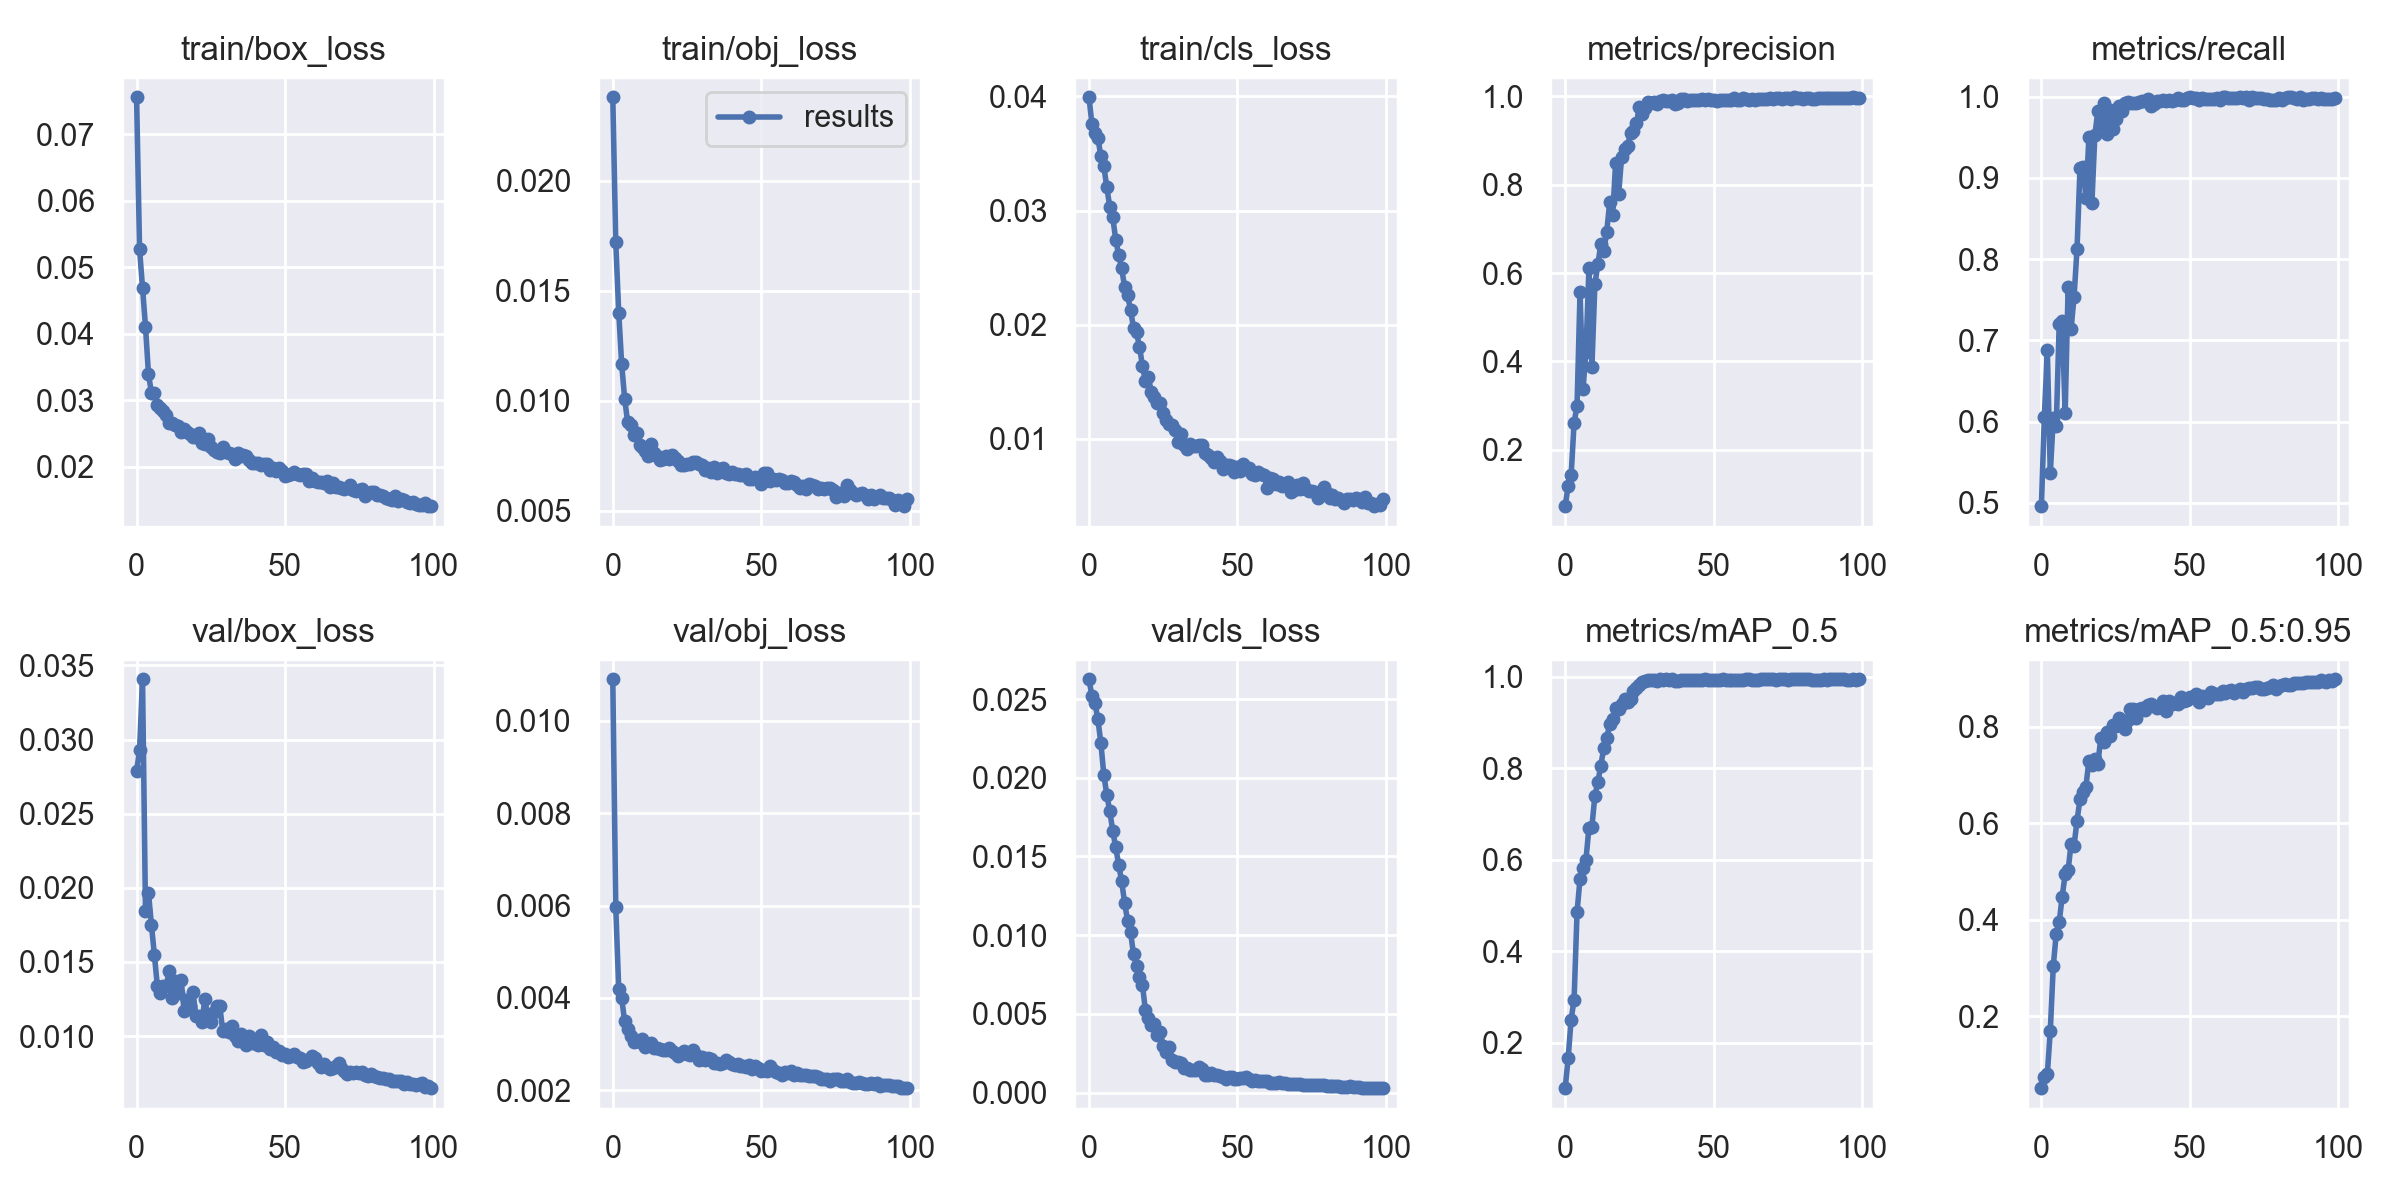 train/box_loss
train/obj_loss
train/cls_loss
metrics/precision
metrics/recall
0.07
0.06
0.05
0.04
0.03
0.02
0 50 100
results
0.020
0.015
0.010
0.005
0 50 100
0.04
0.03
0.02
0.01
0 50 100
1.0
0.8
0.6
0.4
0.2
0 50 100
1.0
0.9
0.8
0.7
0.6
0.5
0 50 100
val/box_loss
val/obj_loss
val/cls_loss
metrics/mAP_0.5
metrics/mAP_0.5:0.95
0.035
0.030
0.025
0.020
0.015
0.010
0 50 100
0.010
0.008
0.006
0.004
0.002
0 50 100
0.025
0.020
0.015
0.010
0.005
0.000
0 50 100
1.0
0.8
0.6
0.4
0.2
0 50 100
0.8
0.6
0.4
0.2
0 50 100